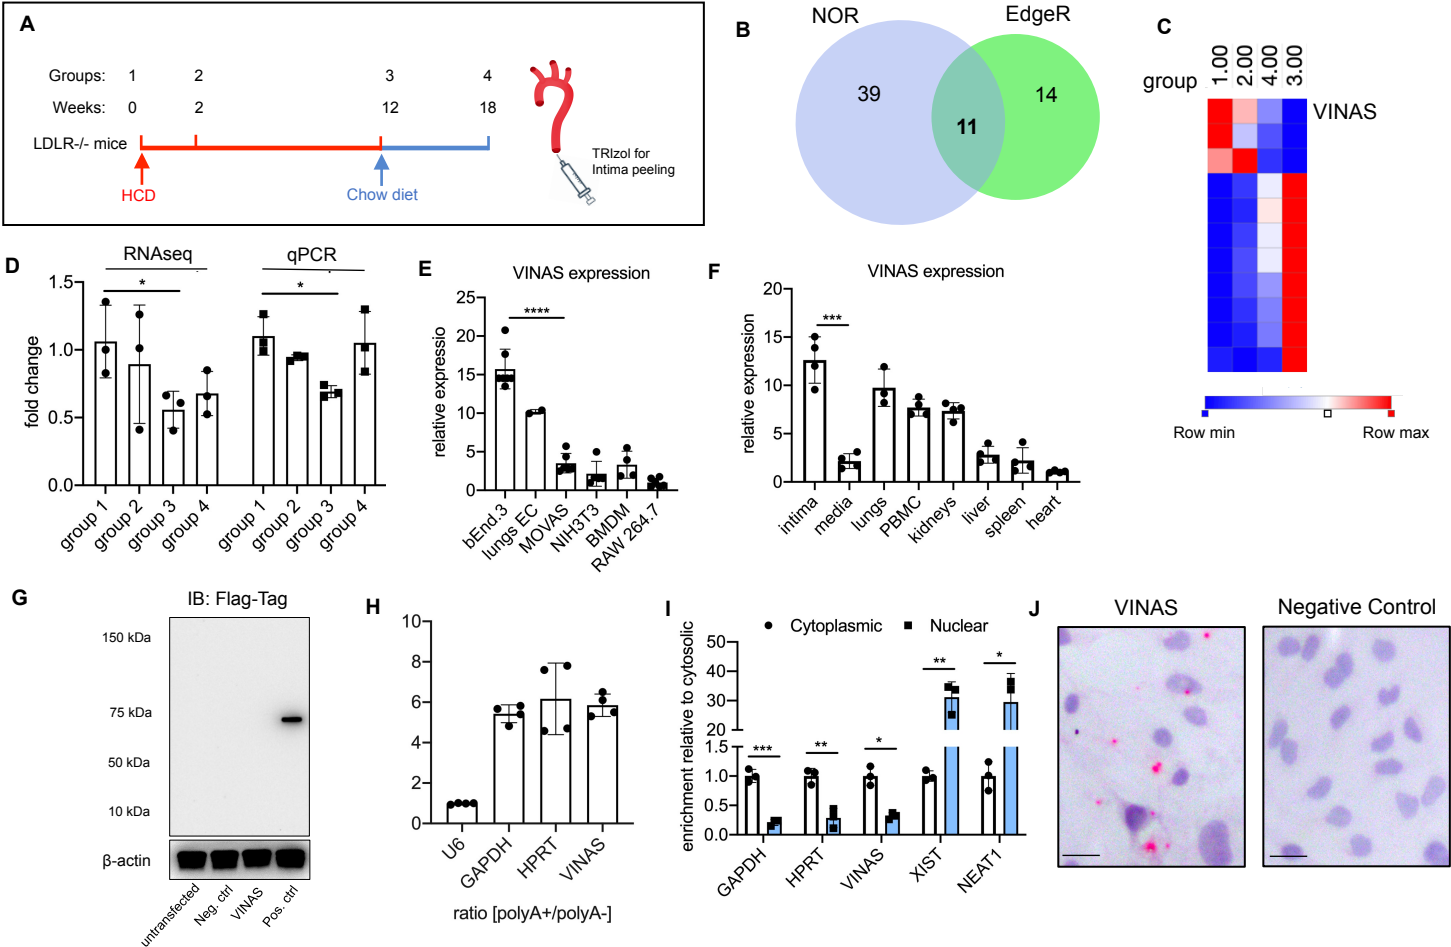 A
Groups: 1 2 3 4
Weeks: 0 2 12 18
LDLR-/- mice
HCD
Chow diet
TRIzol for
Intima peeling
B
NOR
EdgeR
39
11
14
C
group
1.00
2.00
4.00
3.00
VINAS
Row min
Row max
D
RNAseq
qPCR
*
*
fold change
1.5
1.0
0.5
0.0
group 1
group 2
group 3
group 4
group 1
group 2
group 3
group 4
E
VINAS expression
****
relative expressio
25
20
15
10
5
0
bEnd.3
lungs EC
MOVAS
NIH3T3
BMDM
RAW 264.7
F
VINAS expression
***
relative expression
20
15
10
5
0
intima
media
lungs
PBMC
kidneys
liver
spleen
heart
G
IB: Flag-Tag
150 kDa
75 kDa
50 kDa
10 kDa
β-actin
untransfected
Neg. ctrl
VINAS
Pos. ctrl
H
10
8
6
4
2
0
U6
GAPDH
HPRT
VINAS
ratio [polyA+/polyA-]
I
Cytoplasmic
Nuclear
enrichment relative to cytosolic
50
40
30
20
1.5
1.0
0.5
0.0
***
**
*
**
*
GAPDH
HPRT
VINAS
XIST
NEAT1
J
VINAS
Negative Control